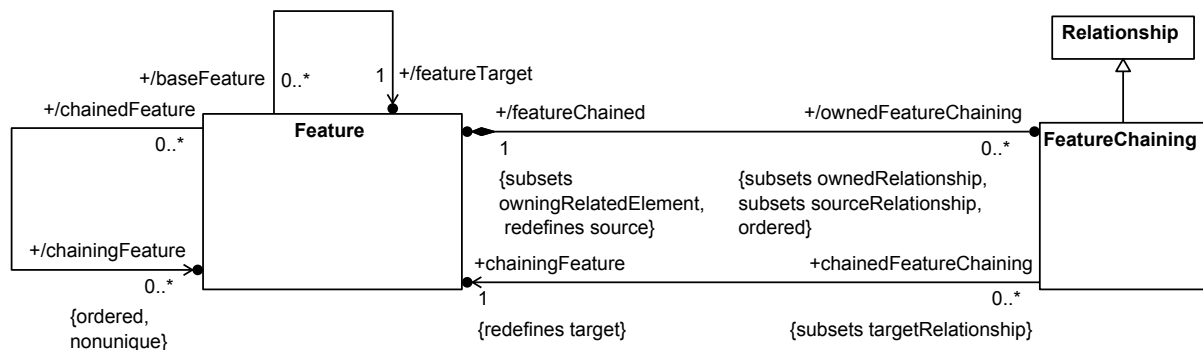 Relationship
+/baseFeature
0..*
1
+/featureTarget
+/chainedFeature
0..*
Feature
+/featureChained
1
+/ownedFeatureChaining
0..*
FeatureChaining
{subsets
owningRelatedElement,
redefines source}
{subsets ownedRelationship,
subsets sourceRelationship,
ordered}
+/chainingFeature
0..*
{ordered,
nonunique}
+chainingFeature
1
{redefines target}
+chainedFeatureChaining
0..*
{subsets targetRelationship}